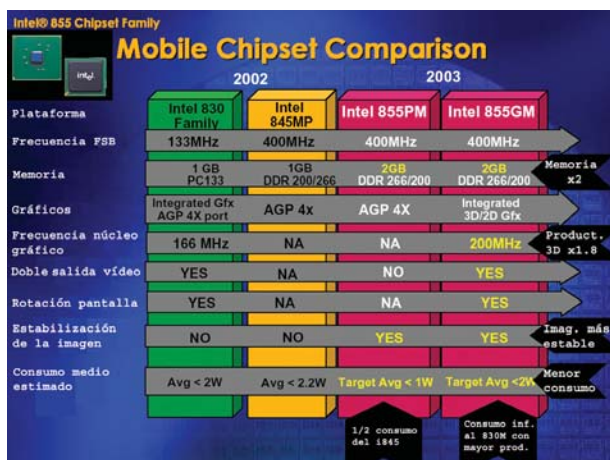 Intel® 855 Chipset Family
intel
Mobile Chipset Comparison
2002
2003
Plataforma
Intel 830
Family
Intel
845MP
Intel 855PM
Intel 855GM
Frecuencia FSB
133MHz
400MHz
400MHz
400MHz
Memoria
1 GB
PC133
1GB
DDR 200/266
2GB
DDR 266/200
2GB
DDR 266/200
Memoria
x2
Gráficos
Integrated Gfx
AGP 4X port
AGP 4x
AGP 4X
Integrated
3D/2D Gfx
Frecuencia núcleo
gráfico
166 MHz
NA
NA
200MHz
Product.
3D x1.8
Doble salida vídeo
YES
NA
NO
YES
Rotación pantalla
YES
NA
NA
YES
Estabilización
de la imagen
NO
NO
YES
YES
Imag. más
estable
Consumo medio
estimado
Avg < 2W
Avg < 2.2W
Target Avg < 1W
Target Avg <2W
Menor
consumo
1/2 consumo
del i845
Consumo inf.
al 830M con
mayor prod.